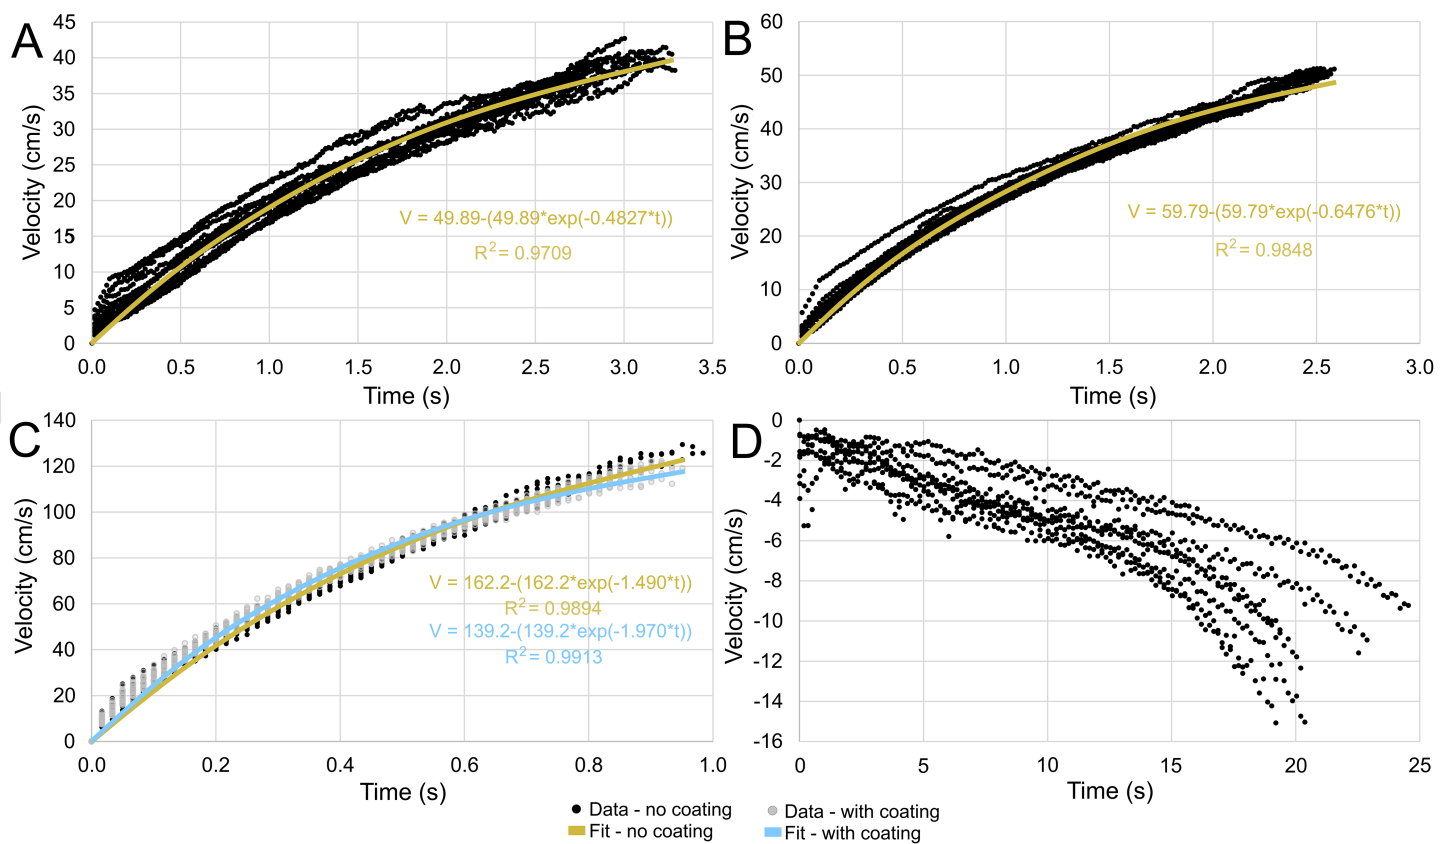 A
45
40
35
30
25
20
15
10
5
0
Velocity (cm/s)
V = 49.89-(49.89*exp(-0.4827*t))
R² = 0.9709
0.0 0.5 1.0 1.5 2.0 2.5 3.0 3.5
Time (s)
B
60
50
40
30
20
10
0
Velocity (cm/s)
V = 59.79-(59.79*exp(-0.6476*t))
R² = 0.9848
0.0 0.5 1.0 1.5 2.0 2.5 3.0
Time (s)
C
140
120
100
80
60
40
20
0
Velocity (cm/s)
V = 162.2-(162.2*exp(-1.490*t))
R² = 0.9894
V = 139.2-(139.2*exp(-1.970*t))
R² = 0.9913
0.0 0.2 0.4 0.6 0.8 1.0
Time (s)
D
0
-2
-4
-6
-8
-10
-12
-14
-16
Velocity (cm/s)
0 5 10 15 20 25
Time (s)
Data - no coating
Data - with coating
Fit - no coating
Fit - with coating